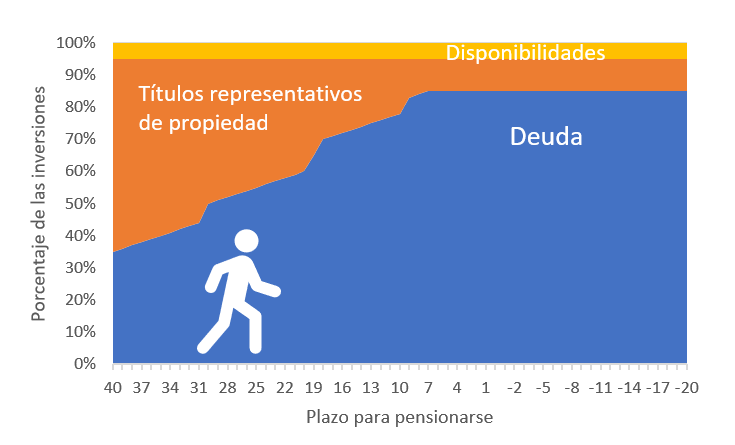 100%
90%
80%
70%
60%
50%
40%
30%
20%
10%
0%
Porcentaje de las inversiones
Disponibilidades
Títulos representativos
de propiedad
Deuda
40 37 34 31 28 25 22 19 16 13 10 7 4 1 -2 -5 -8 -11 -14 -17 -20
Plazo para pensionarse